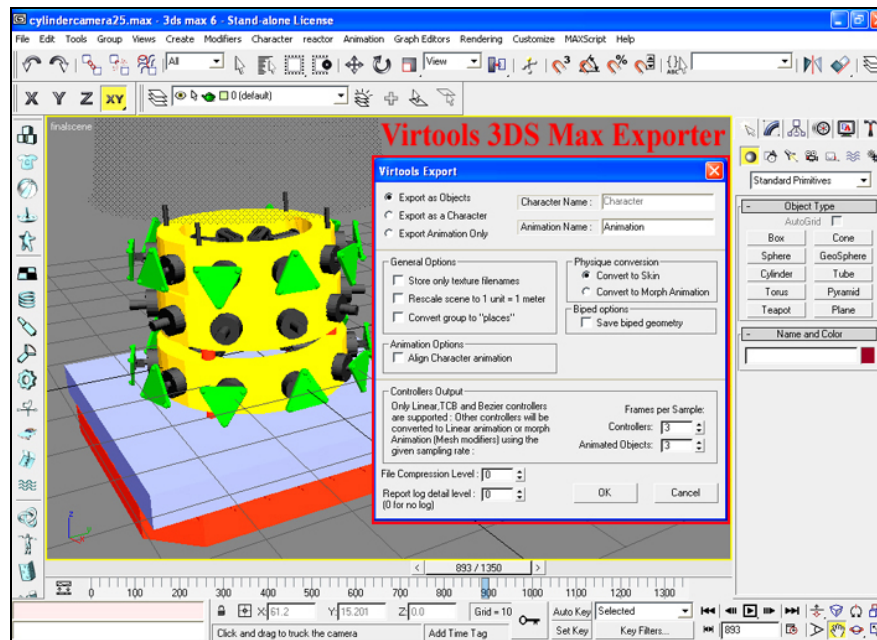 cylindercamera25.max - 3ds max 6 - Stand-alone License
File Edit Tools Group Views Create Modifiers Character reactor Animation Graph Editors Rendering Customize MAXScript Help
All
View
X Y Z XY
0 (default)
finalscene
Virtools 3DS Max Exporter
Virtools Export
Export as Objects
Export as a Character
Export Animation Only
Character Name : Character
Animation Name : Animation
General Options
Store only texture filenames
Rescale scene to 1 unit = 1 meter
Convert group to "places"
Physique conversion
Convert to Skin
Convert to Morph Animation
Biped options
Save biped geometry
Animation Options
Align Character animation
Controllers Output
Only Linear,TCB and Bezier controllers
are supported : Other controllers will be
converted to Linear animation or morph
Animation (Mesh modifiers) using the
given sampling rate :
Frames per Sample:
Controllers: 3
Animated Objects: 3
File Compression Level : 0
Report log detail level : 0
(0 for no log)
OK Cancel
Standard Primitives
- Object Type
AutoGrid
Box Cone
Sphere GeoSphere
Cylinder Tube
Torus Pyramid
Teapot Plane
- Name and Color
z
x
< 893 / 1350 >
0 100 200 300 400 500 600 700 800 900 1000 1100 1200 1300
X: 61.2 Y: 15.201 Z: 0.0 Grid = 10
Auto Key Selected
Click and drag to truck the camera Add Time Tag
Set Key Key Filters... 893